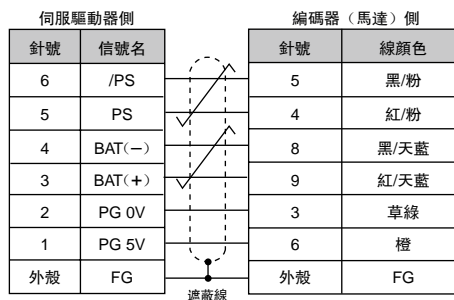 伺服驅動器側 編碼器（馬達）側
針號 信號名 針號 線顏色
6 /PS 5 黑/粉
5 PS 4 紅/粉
4 BAT(－) 8 黑/天藍
3 BAT(＋) 9 紅/天藍
2 PG 0V 3 草綠
1 PG 5V 6 橙
外殼 FG 外殼 FG
遮蔽線